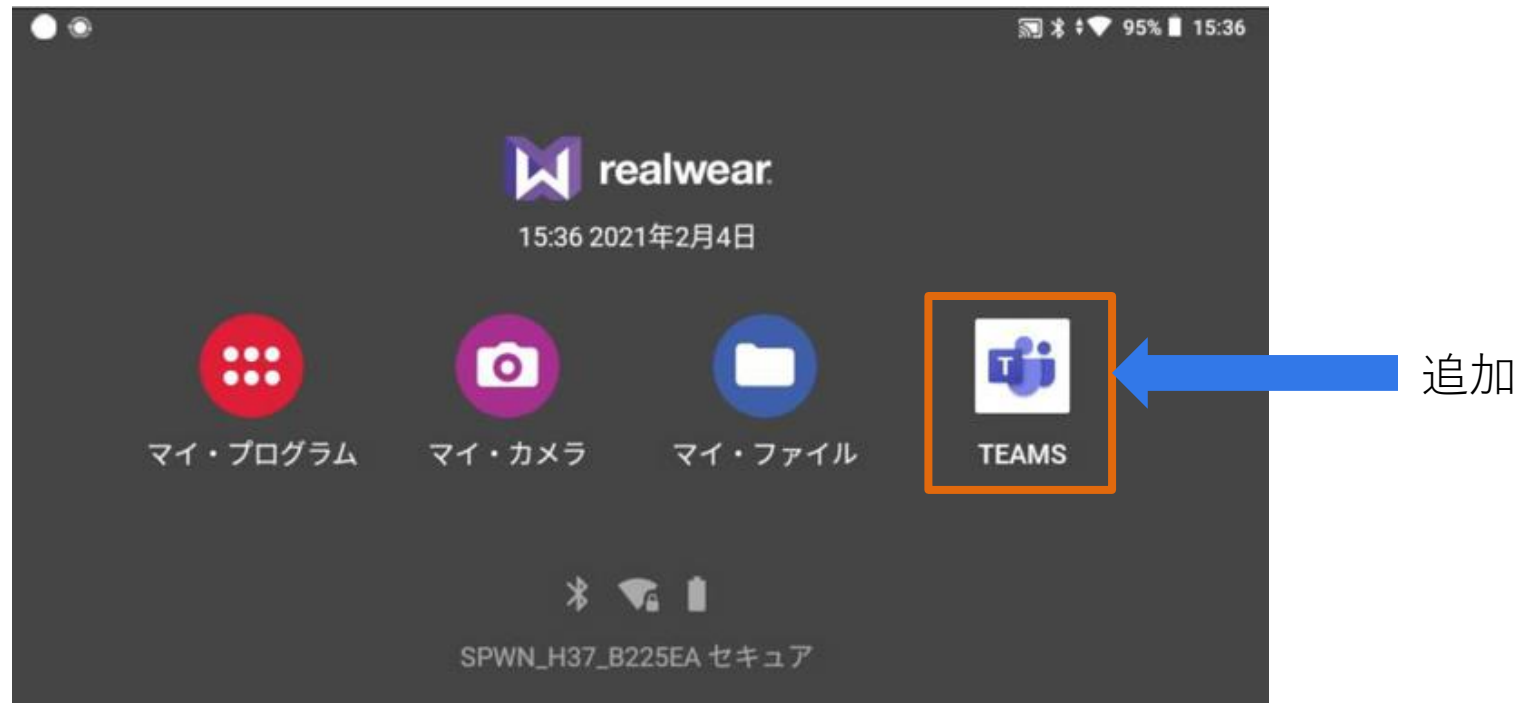 95% 15:36
realwear.
15:36 2021年2月4日
T
追加
マイ・プログラム マイ・カメラ マイ・ファイル TEAMS
SPWN_H37_B225EA セキュア